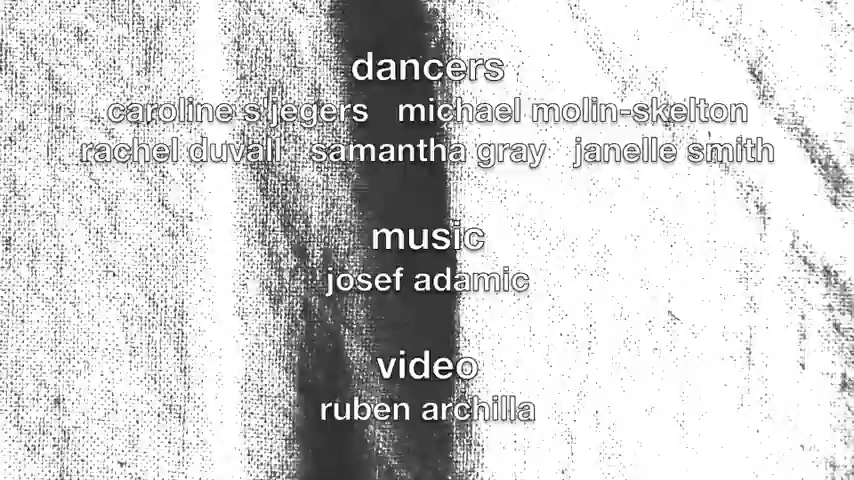 dancers
caroline s jegers michael molin-skelton
rachel duvall samantha gray janelle smith
music
josef adamic
video
ruben archilla